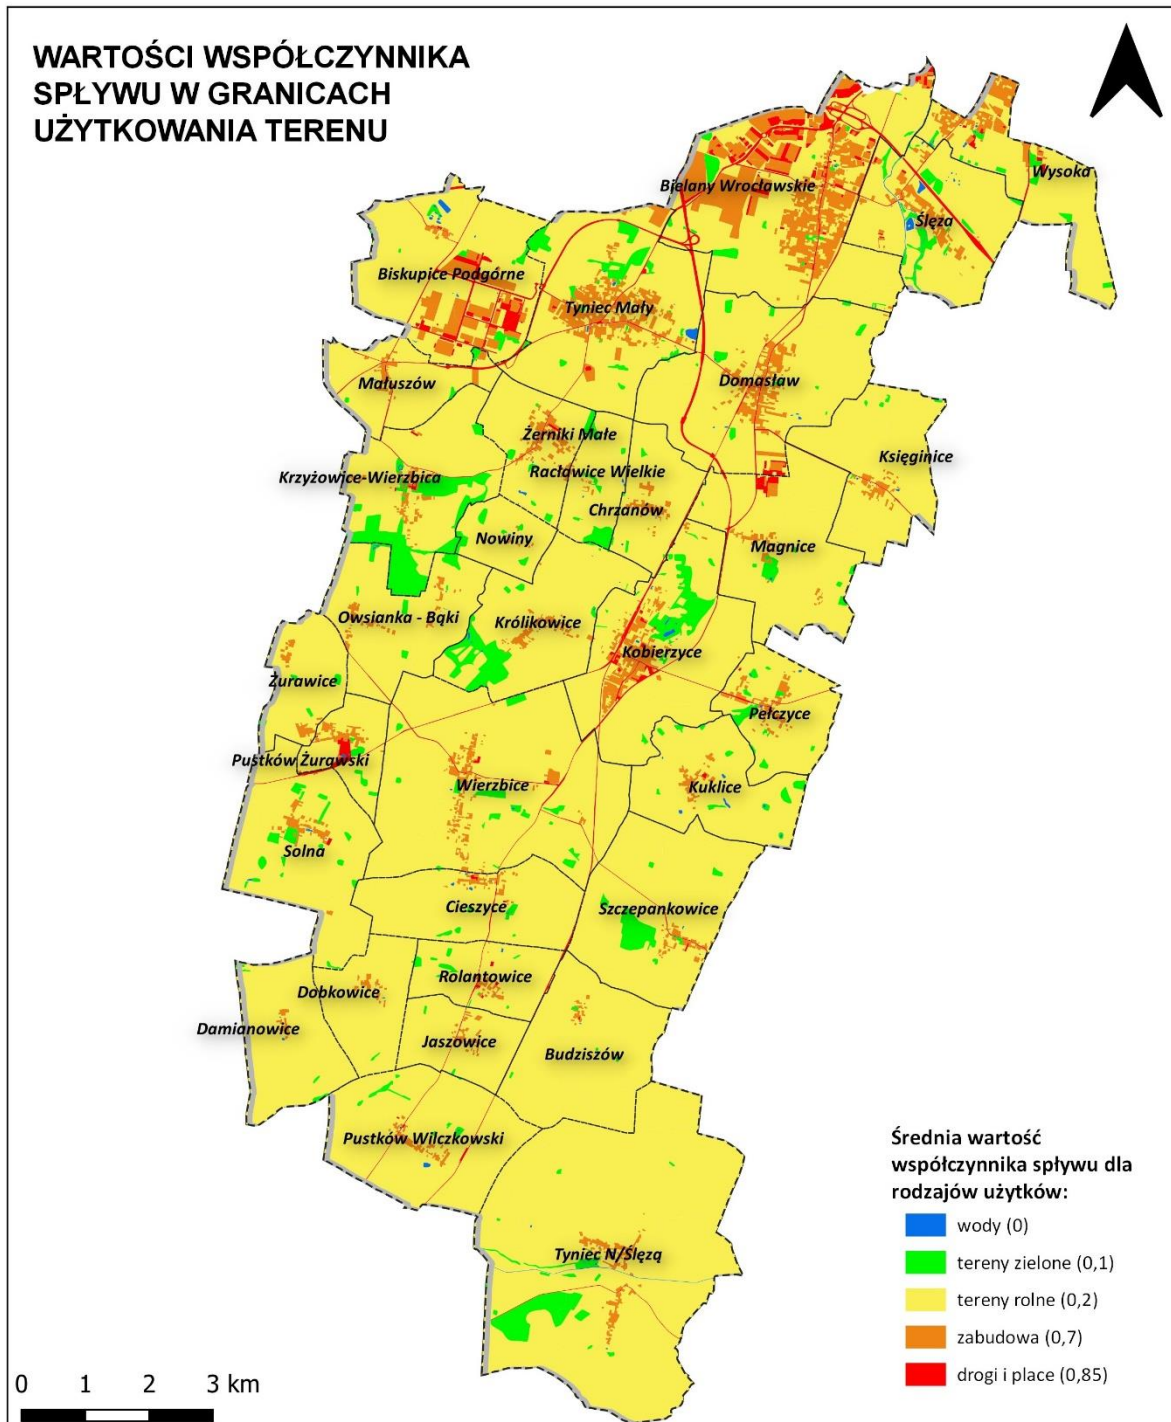 WARTOŚCI WSPÓŁCZYNNIKA
SPŁYWU W GRANICACH
UŻYTKOWANIA TERENU
Wysoka
Bielany Wrocławskie
Ślęza
Biskupice Podgórne
Tyniec Mały
Małuszów
Domasław
Żerniki Małe
Księginice
Racławice Wielkie
Krzyżowice-Wierzbica
Chrzanów
Nowiny
Magnice
Owsianka - Bąki
Królikowice
Kobierzyce
Żurawice
Pełczyce
Pustków Żurawski
Wierzbice
Kuklice
Solna
Cieszyce
Szczepankowice
Rolantowice
Dobkowice
Damianowice
Jaszowice
Budziszów
Pustków Wilczkowski
Tyniec N/Ślęzą
Średnia wartość
współczynnika spływu dla
rodzajów użytków:
wody (0)
tereny zielone (0,1)
tereny rolne (0,2)
zabudowa (0,7)
drogi i place (0,85)
0 1 2 3 km